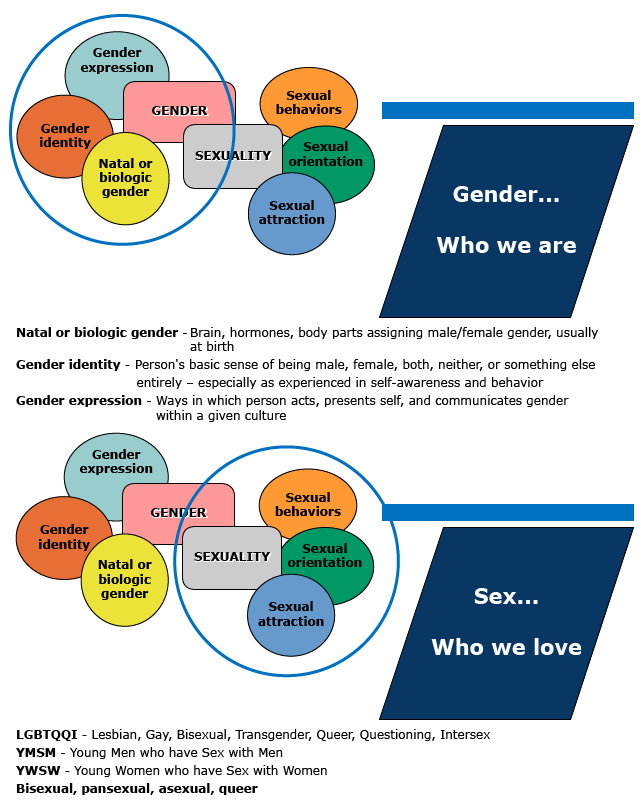 Gender
expression
GENDER
Gender
identity
Natal or
biologic
gender
SEXUALITY
Sexual
behaviors
Sexual
orientation
Sexual
attraction
Gender...
Who we are
Natal or biologic gender - Brain, hormones, body parts assigning male/female gender, usually
at birth
Gender identity - Person's basic sense of being male, female, both, neither, or something else
entirely – especially as experienced in self-awareness and behavior
Gender expression - Ways in which person acts, presents self, and communicates gender
within a given culture
Gender
expression
GENDER
Gender
identity
Natal or
biologic
gender
SEXUALITY
Sexual
behaviors
Sexual
orientation
Sexual
attraction
Sex...
Who we love
LGBTQQI - Lesbian, Gay, Bisexual, Transgender, Queer, Questioning, Intersex
YMSM - Young Men who have Sex with Men
YWSW - Young Women who have Sex with Women
Bisexual, pansexual, asexual, queer